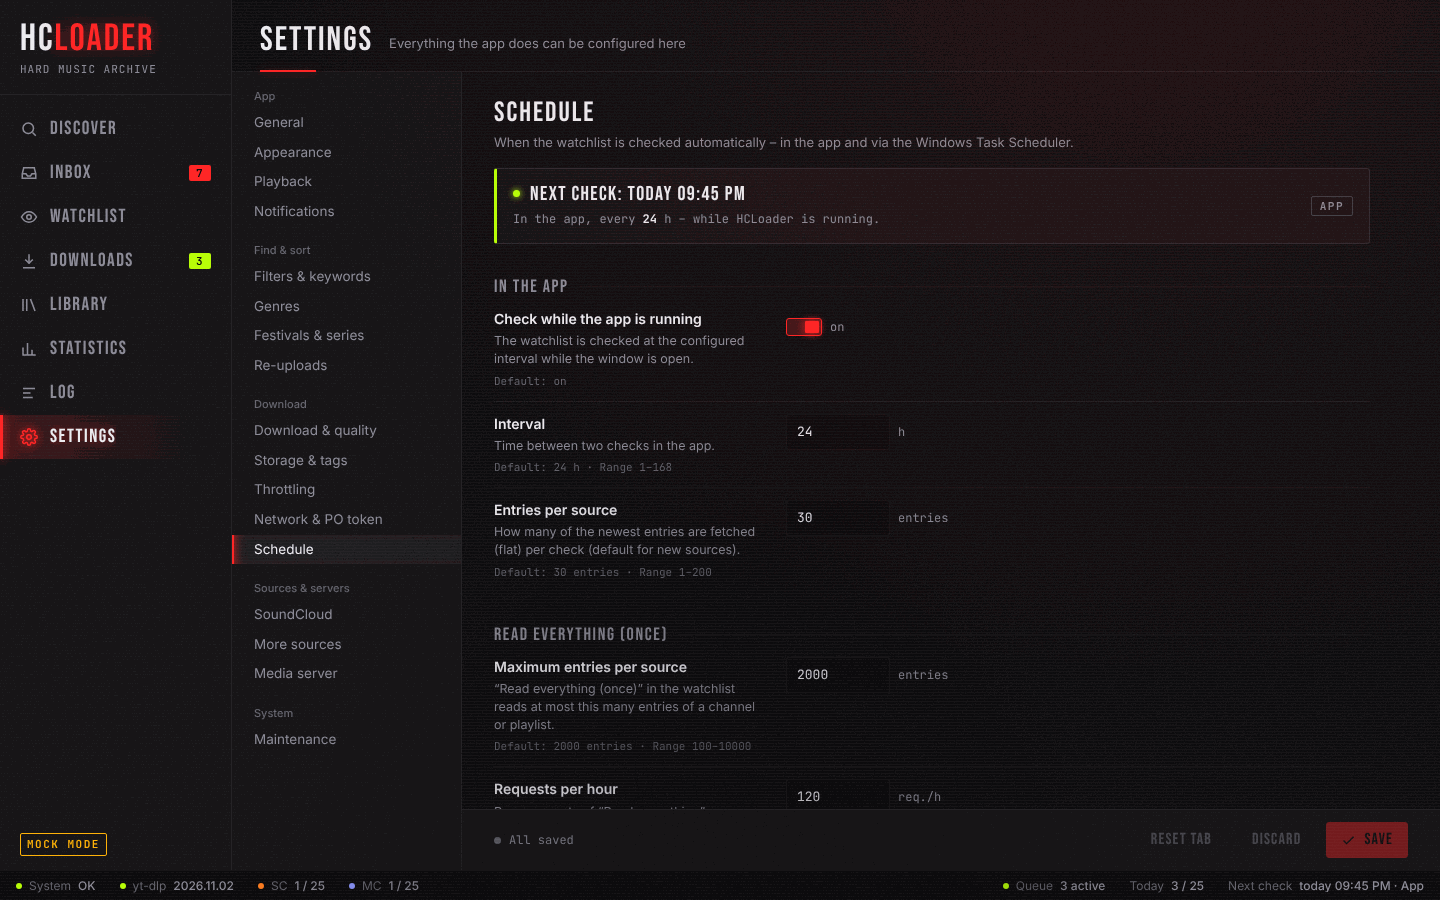 HCLOADER
HARD MUSIC ARCHIVE
DISCOVER
INBOX 7
WATCHLIST
DOWNLOADS 3
LIBRARY
STATISTICS
LOG
SETTINGS
MOCK MODE
SETTINGS Everything the app does can be configured here
App
General
Appearance
Playback
Notifications
Find & sort
Filters & keywords
Genres
Festivals & series
Re-uploads
Download
Download & quality
Storage & tags
Throttling
Network & PO token
Schedule
Sources & servers
SoundCloud
More sources
Media server
System
Maintenance
SCHEDULE
When the watchlist is checked automatically – in the app and via the Windows Task Scheduler.
NEXT CHECK: TODAY 09:45 PM
In the app, every 24 h – while HCLoader is running.
APP
IN THE APP
Check while the app is running
on
The watchlist is checked at the configured
interval while the window is open.
Default: on
Interval
24 h
Time between two checks in the app.
Default: 24 h · Range 1–168
Entries per source
30 entries
How many of the newest entries are fetched
(flat) per check (default for new sources).
Default: 30 entries · Range 1–200
READ EVERYTHING (ONCE)
Maximum entries per source
2000 entries
“Read everything (once)” in the watchlist
reads at most this many entries of a channel
or playlist.
Default: 2000 entries · Range 100–10000
Requests per hour
120 req./h
All saved
RESET TAB DISCARD SAVE
System OK yt-dlp 2026.11.02 SC 1 / 25 MC 1 / 25 Queue 3 active Today 3 / 25 Next check today 09:45 PM · App